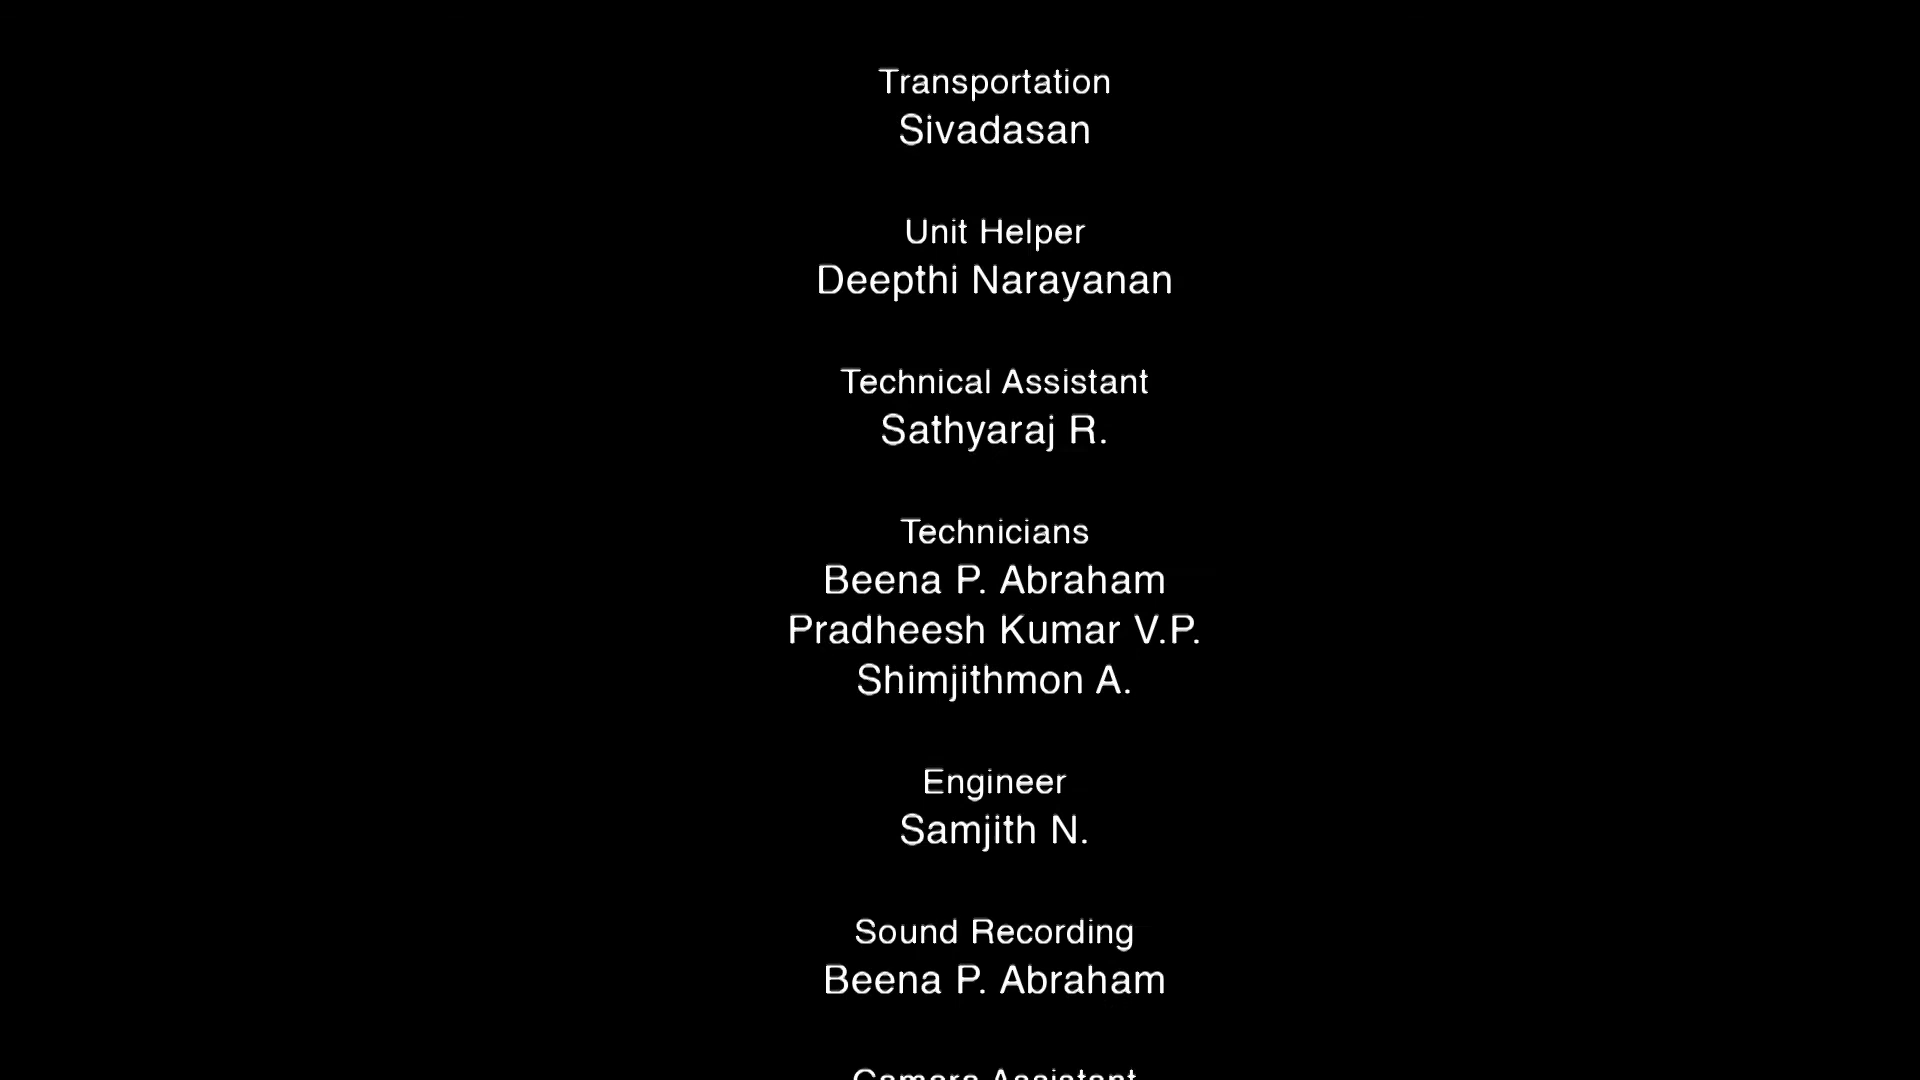 Transportation
Sivadasan
Unit Helper
Deepthi Narayanan
Technical Assistant
Sathyaraj R.
Technicians
Beena P. Abraham
Pradheesh Kumar V.P.
Shimjithmon A.
Engineer
Samjith N.
Sound Recording
Beena P. Abraham
Camera Assistant